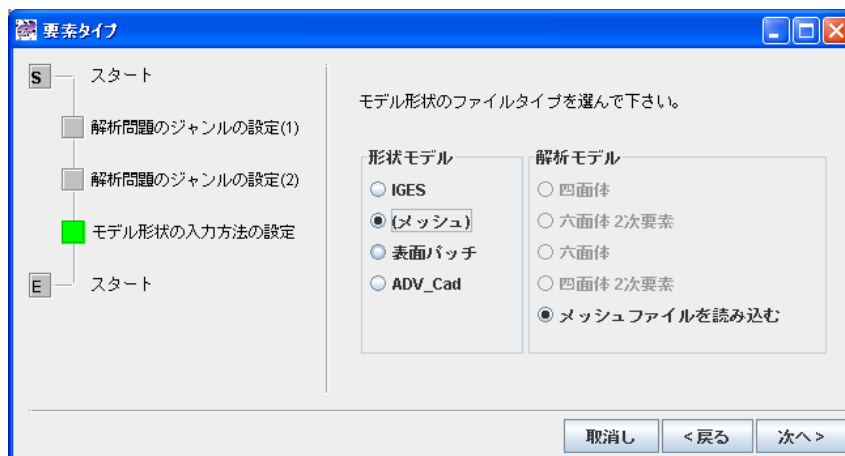 要素タイプ
S スタート
解析問題のジャンルの設定(1)
解析問題のジャンルの設定(2)
モデル形状の入力方法の設定
E スタート
モデル形状のファイルタイプを選んで下さい。
形状モデル
IGES
(メッシュ)
表面パッチ
ADV_Cad
解析モデル
四面体
六面体 2次要素
六面体
四面体 2次要素
メッシュファイルを読み込む
取消し <戻る 次へ>